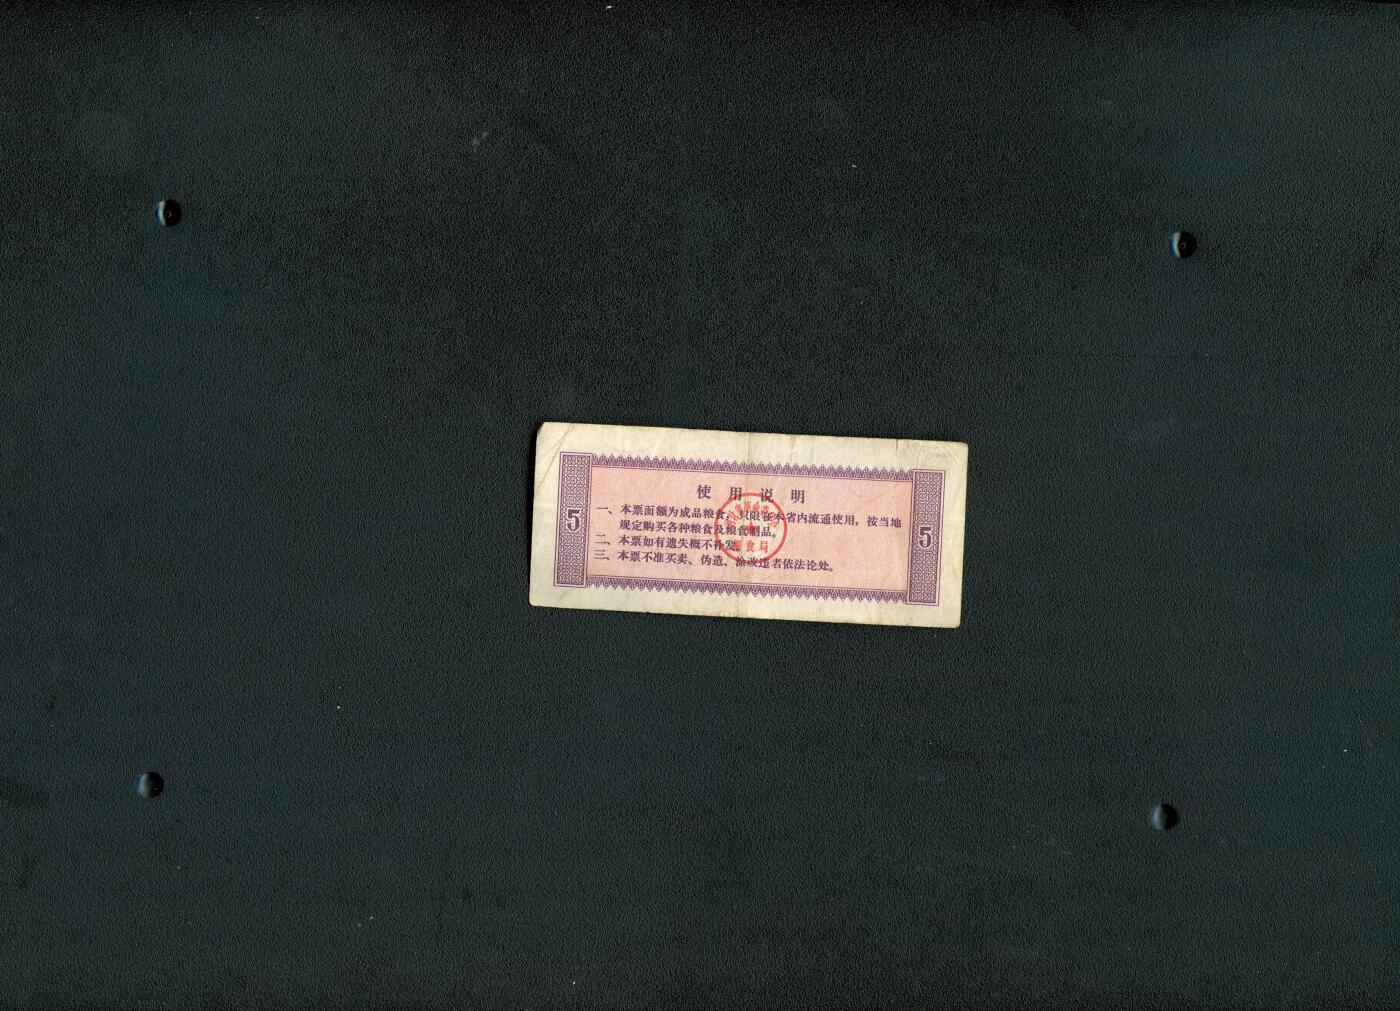 使用说明
一、本票面额为成品粮食，只限在本省内流通使用，按当地
规定购买各种粮食及粮食制品。
二、本票如有遗失概不补发。
三、本票不准买卖、伪造、涂改违者依法论处。
5
5
粮食局